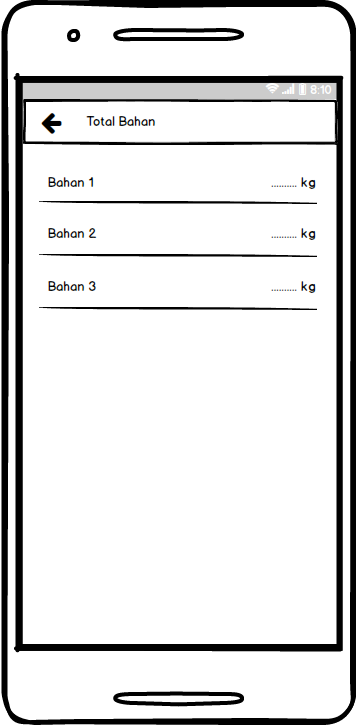 8:10
Total Bahan
Bahan 1 .......... kg
Bahan 2 .......... kg
Bahan 3 .......... kg